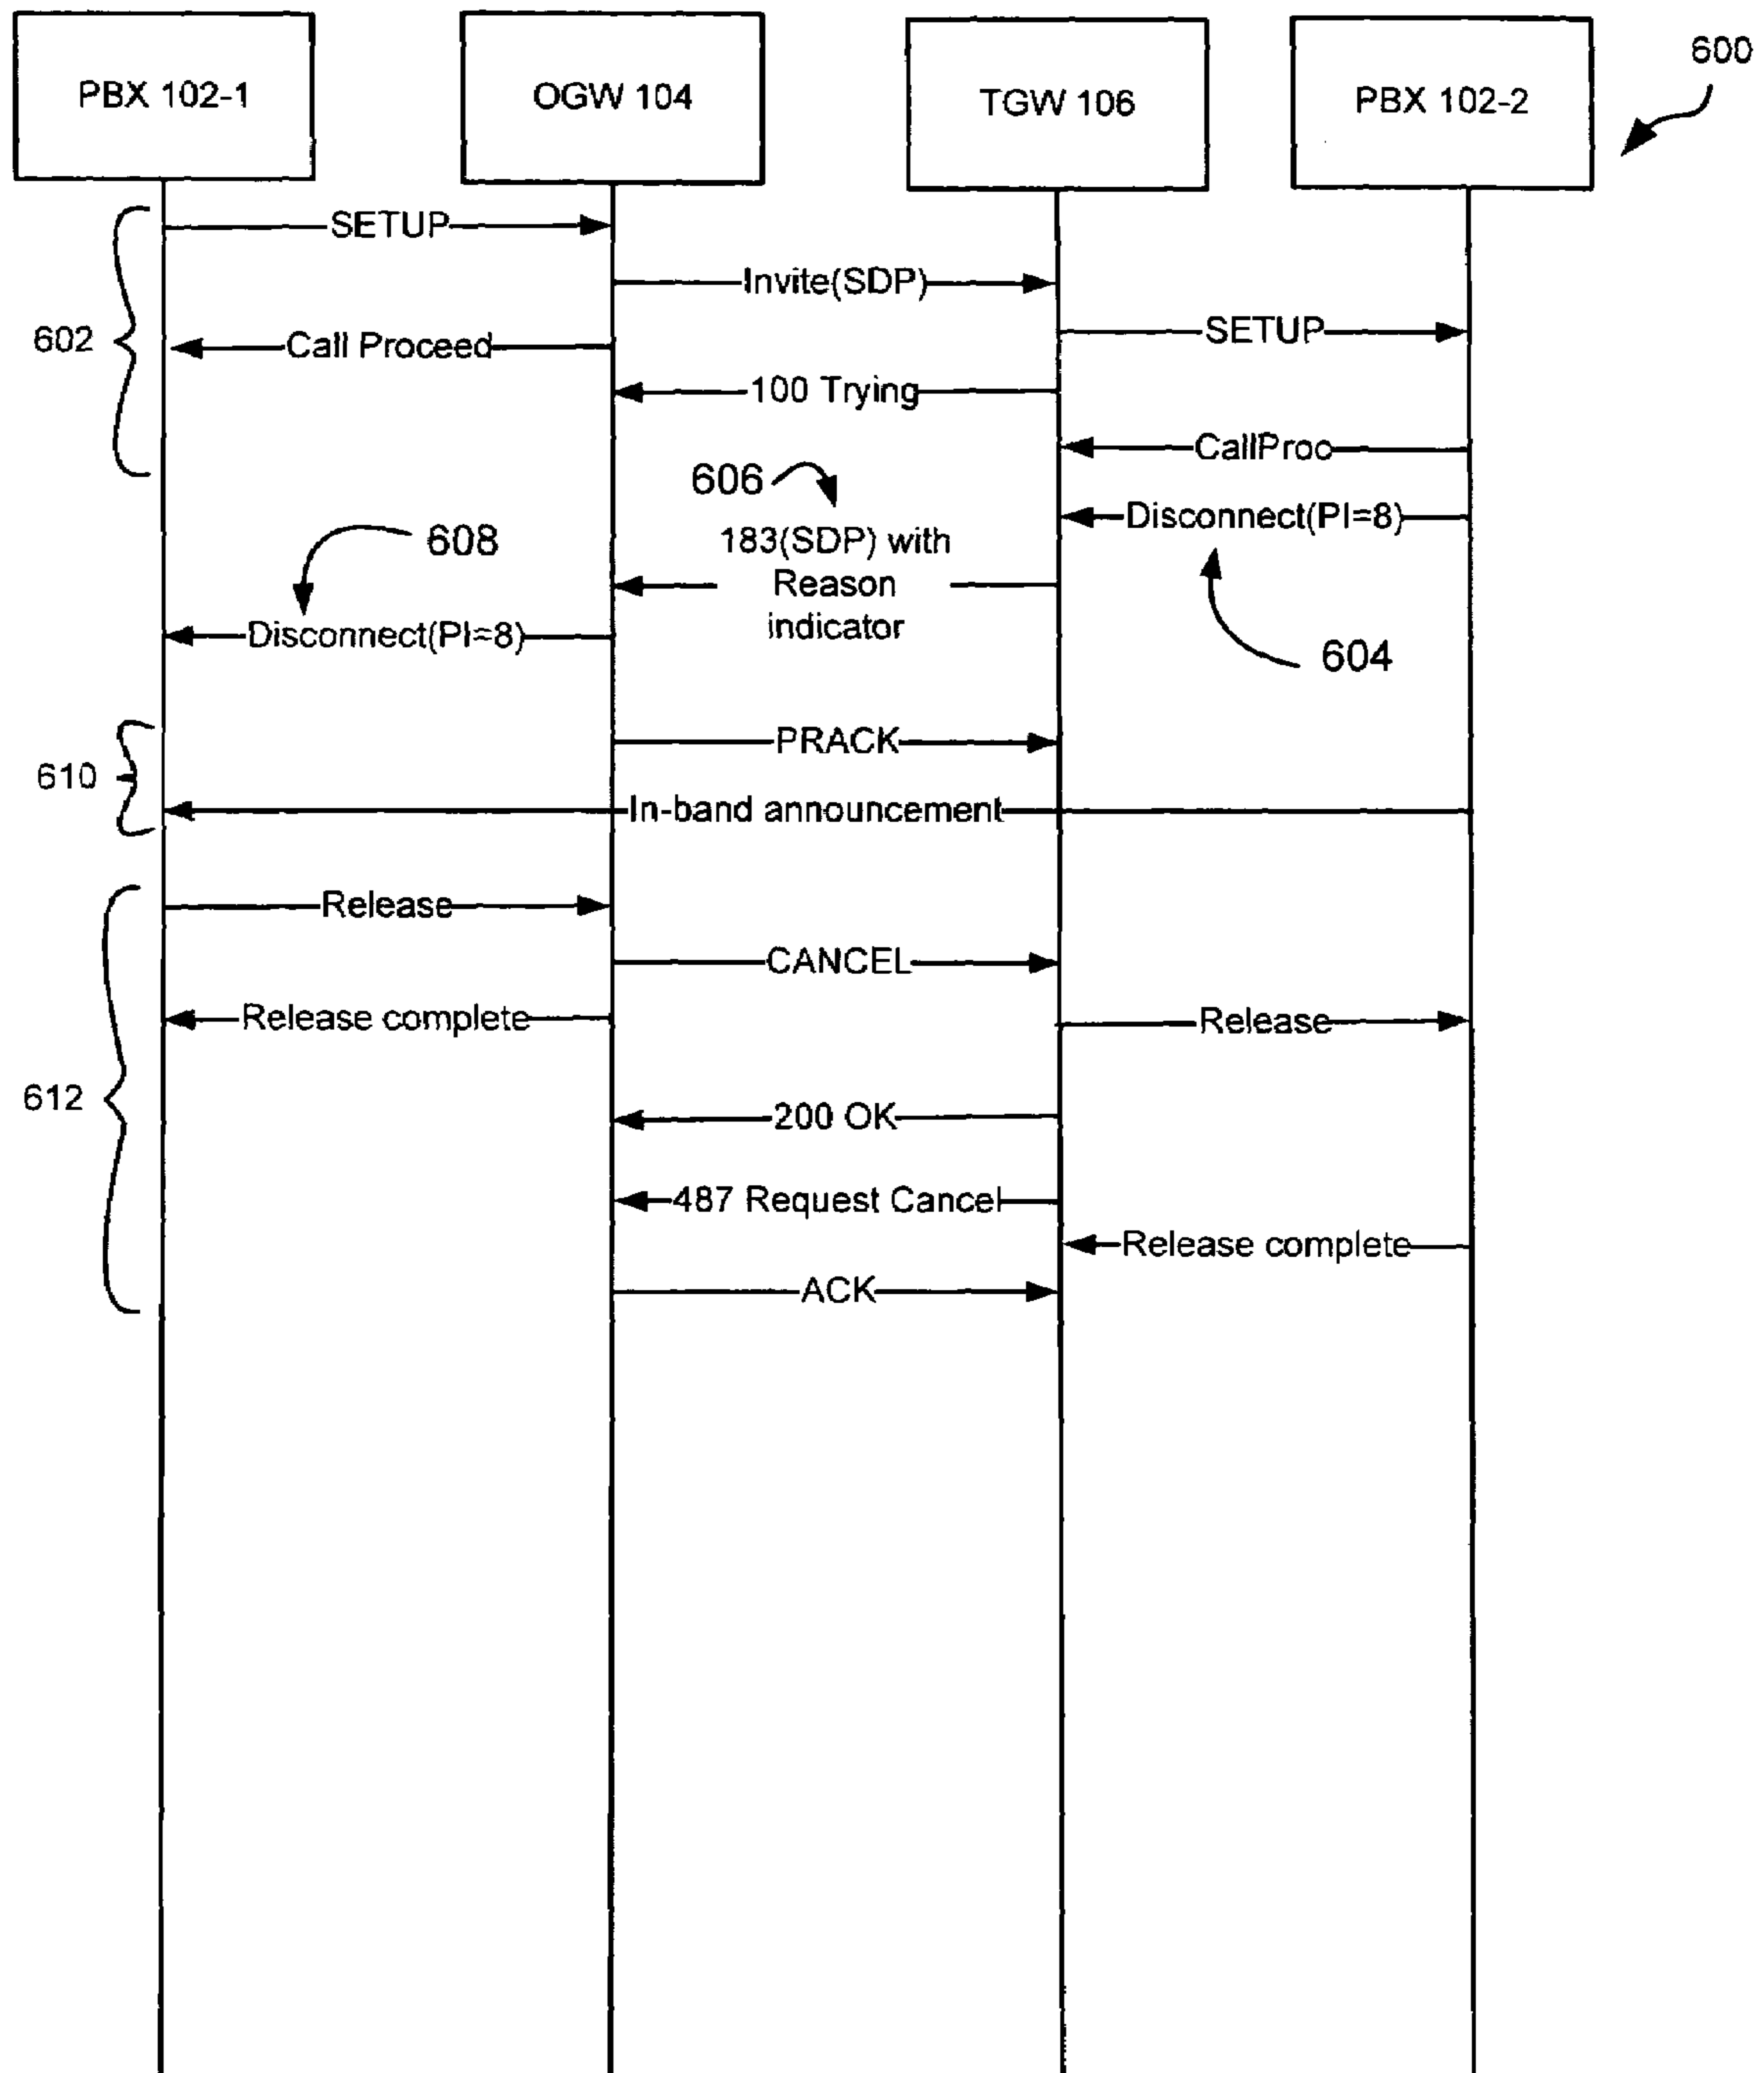 PBX 102-1
OGW 104
TGW 106
PBX 102-2
600
SETUP
Invite(SDP)
SETUP
602
Call Proceed
100 Trying
CallProc
606
Disconnect(PI=8)
608
183(SDP) with
Reason
indicator
Disconnect(PI=8)
604
PRACK
610
In-band announcement
Release
CANCEL
Release complete
Release
612
200 OK
487 Request Cancel
Release complete
ACK